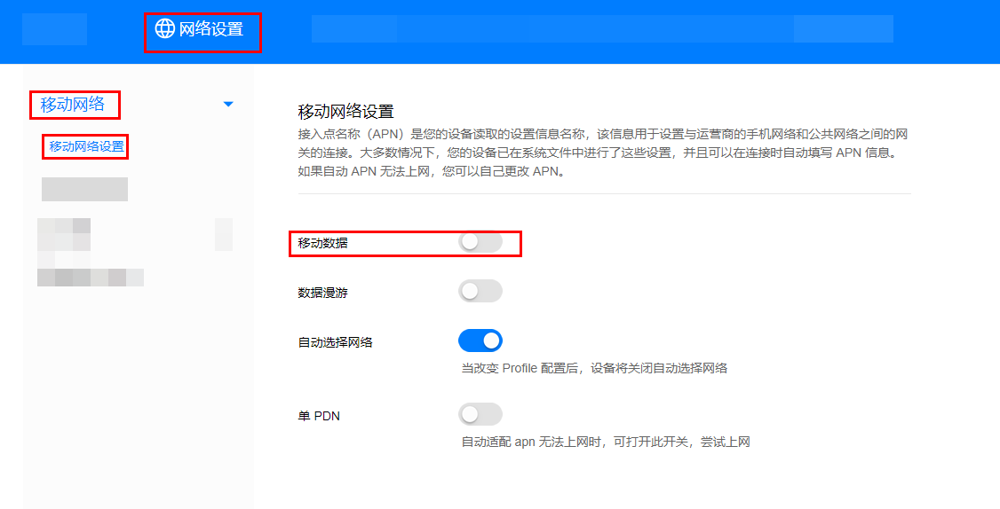 网络设置
移动网络
移动网络设置
移动网络设置
接入点名称（APN）是您的设备读取的设置信息名称，该信息用于设置与运营商的手机网络和公共网络之间的网
关的连接。大多数情况下，您的设备已在系统文件中进行了这些设置，并且可以在连接时自动填写 APN 信息。
如果自动 APN 无法上网，您可以自己更改 APN。
移动数据
数据漫游
自动选择网络
当改变 Profile 配置后，设备将关闭自动选择网络
单 PDN
自动适配 apn 无法上网时，可打开此开关，尝试上网